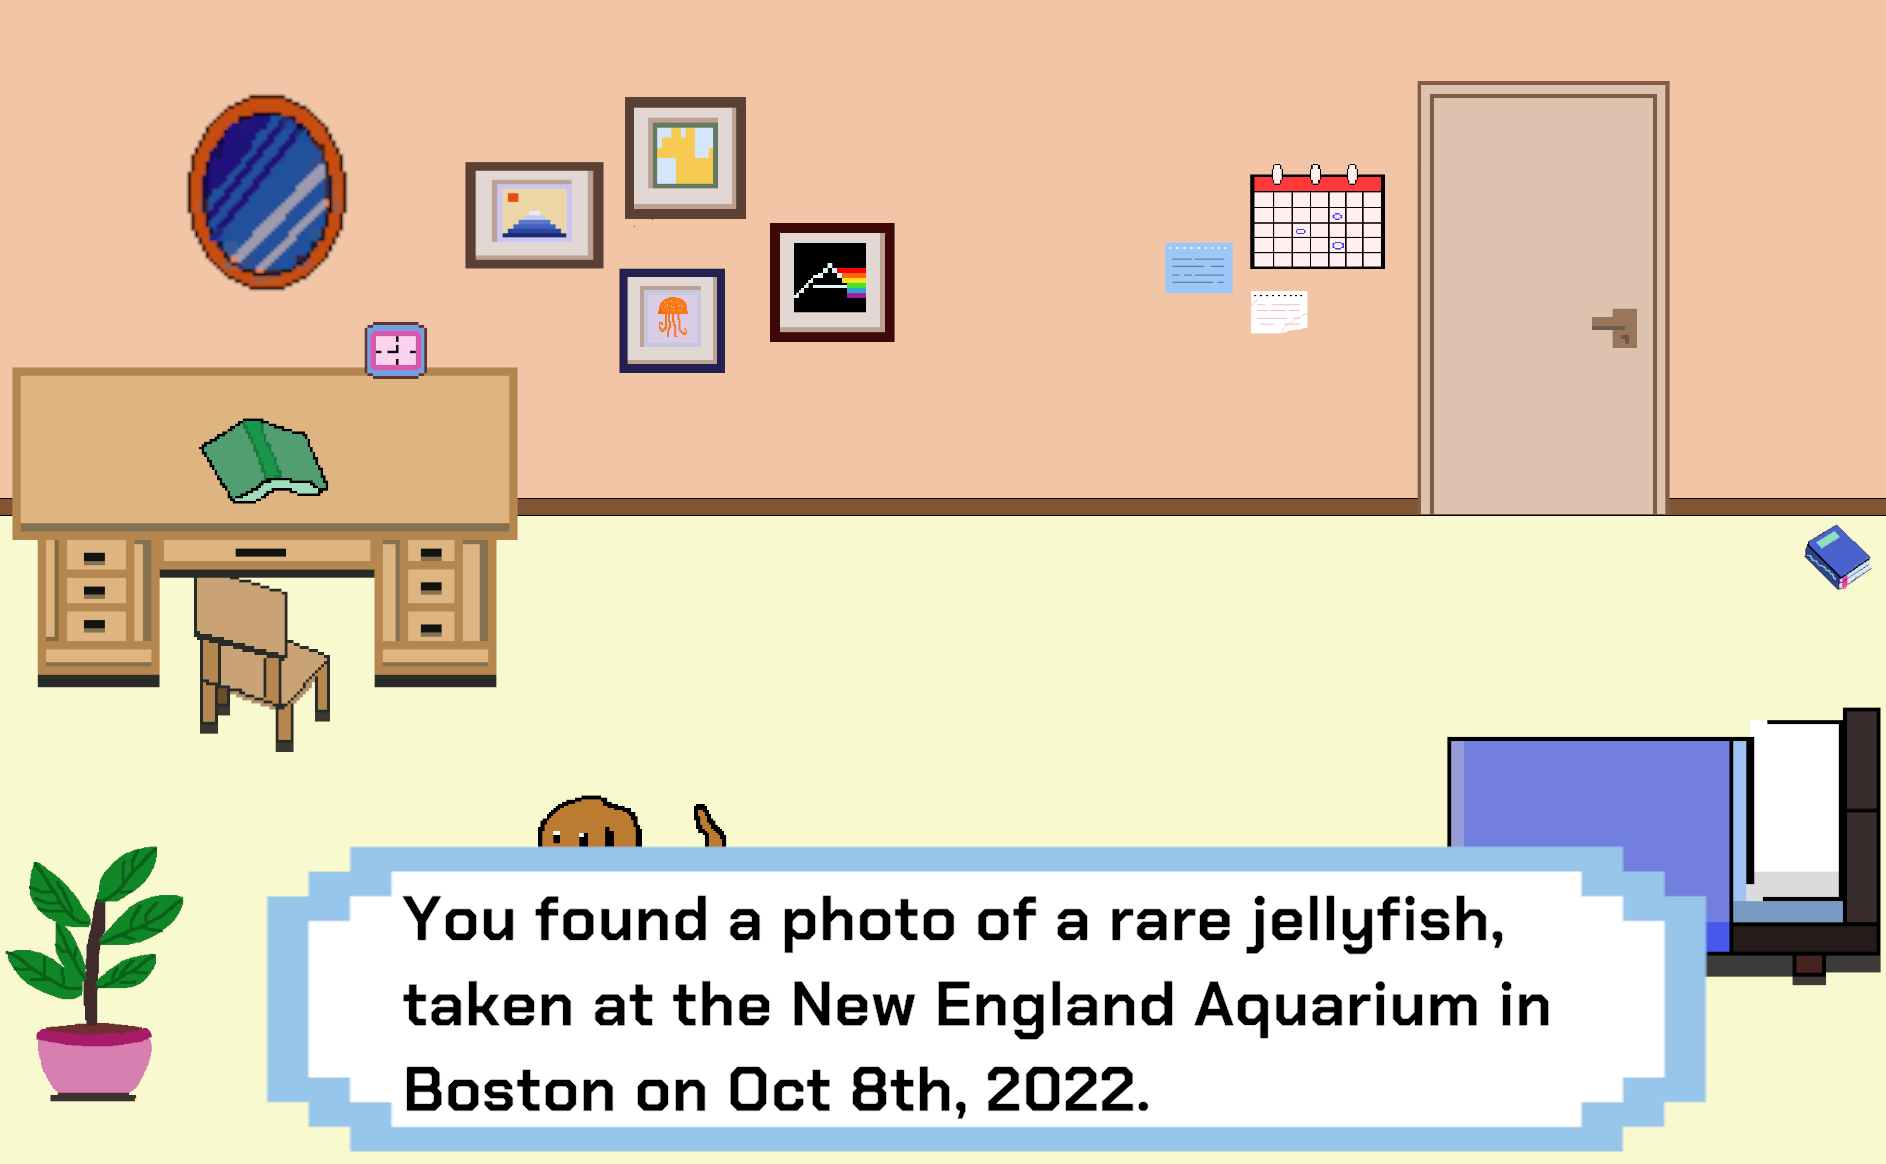 You found a photo of a rare jellyfish,
taken at the New England Aquarium in
Boston on Oct 8th, 2022.